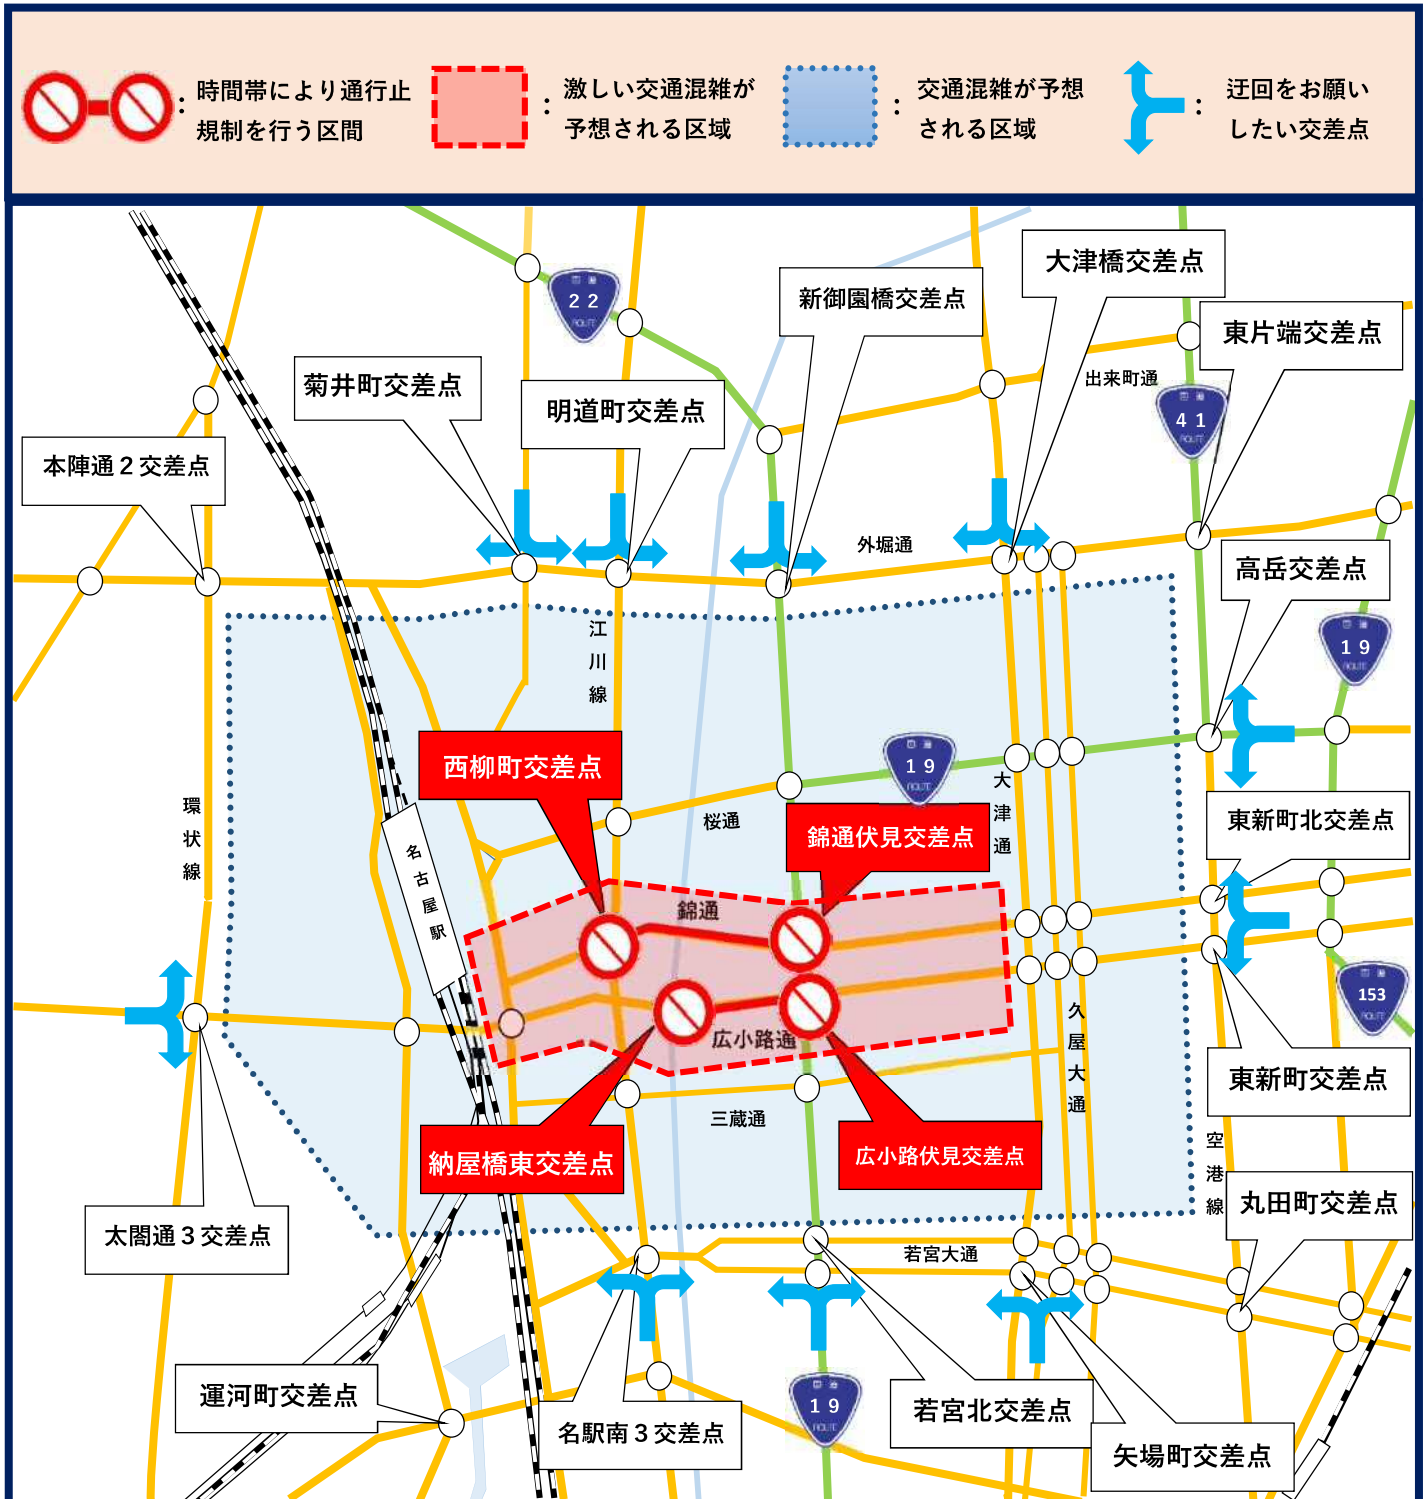 : 時間帯により通行止
規制を行う区間
: 激しい交通混雑が
予想される区域
: 交通混雑が予想
される区域
: 迂回をお願い
したい交差点
大津橋交差点
22
ROUTE
新御園橋交差点
東片端交差点
出来町通
菊井町交差点
明道町交差点
41
ROUTE
本陣通2交差点
外堀通
高岳交差点
江川線
19
ROUTE
西柳町交差点
19
ROUTE
大津通
環状線
桜通
錦通伏見交差点
東新町北交差点
名古屋駅
錦通
153
久屋大通
広小路通
東新町交差点
三蔵通
納屋橋東交差点
広小路伏見交差点
空港線
丸田町交差点
太閤通3交差点
若宮大通
運河町交差点
19
ROUTE
若宮北交差点
名駅南3交差点
矢場町交差点